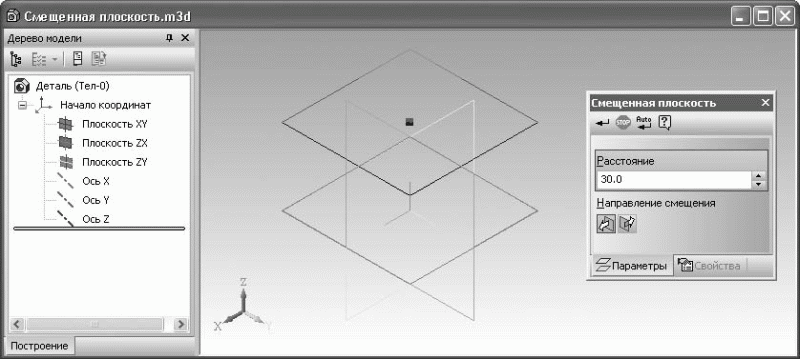 Смещенная плоскость.m3d
Дерево модели
Деталь (Тел-0)
Начало координат
Плоскость XY
Плоскость ZX
Плоскость ZY
Ось X
Ось Y
Ось Z
Построение
Z
X
Y
Смещенная плоскость
STOP
Auto
Расстояние
30.0
Направление смещения
Параметры
Свойства